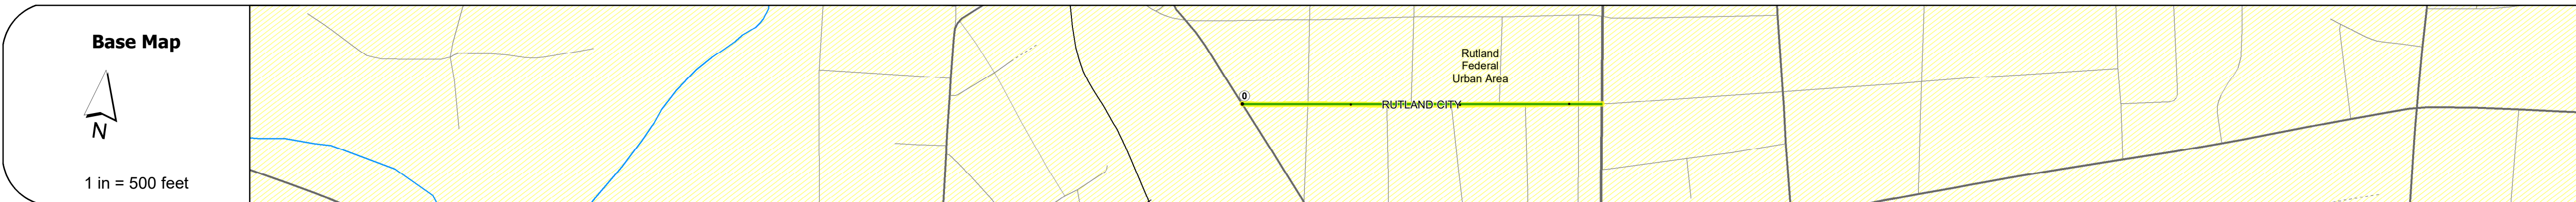 Base Map
N
1 in = 500 feet
Rutland
Federal
Urban Area
0
RUTLAND CITY